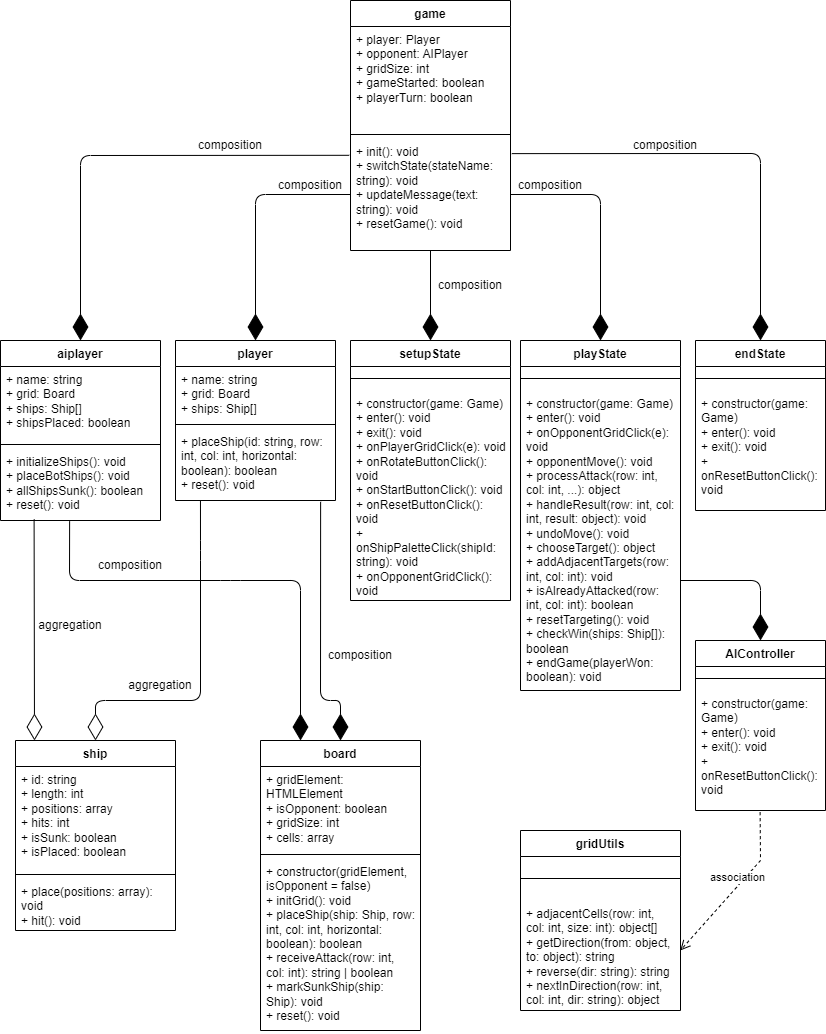 game
+ player: Player
+ opponent: AIPlayer
+ gridSize: int
+ gameStarted: boolean
+ playerTurn: boolean
+ init(): void
+ switchState(stateName:
string): void
+ updateMessage(text:
string): void
+ resetGame(): void
composition
composition
composition
composition
composition
aiplayer
+ name: string
+ grid: Board
+ ships: Ship[]
+ shipsPlaced: boolean
+ initializeShips(): void
+ placeBotShips(): void
+ allShipsSunk(): boolean
+ reset(): void
player
+ name: string
+ grid: Board
+ ships: Ship[]
+ placeShip(id: string, row:
int, col: int, horizontal:
boolean): boolean
+ reset(): void
setupState
+ constructor(game: Game)
+ enter(): void
+ exit(): void
+ onPlayerGridClick(e): void
+ onRotateButtonClick():
void
+ onStartButtonClick(): void
+ onResetButtonClick():
void
+
onShipPaletteClick(shipId:
string): void
+ onOpponentGridClick():
void
playState
+ constructor(game: Game)
+ enter(): void
+ onOpponentGridClick(e):
void
+ opponentMove(): void
+ processAttack(row: int,
col: int, ...): object
+ handleResult(row: int, col:
int, result: object): void
+ undoMove(): void
+ chooseTarget(): object
+ addAdjacentTargets(row:
int, col: int): void
+ isAlreadyAttacked(row:
int, col: int): boolean
+ resetTargeting(): void
+ checkWin(ships: Ship[]):
boolean
+ endGame(playerWon:
boolean): void
endState
+ constructor(game:
Game)
+ enter(): void
+ exit(): void
+
onResetButtonClick():
void
composition
aggregation
composition
aggregation
AIController
+ constructor(game:
Game)
+ enter(): void
+ exit(): void
+
onResetButtonClick():
void
ship
+ id: string
+ length: int
+ positions: array
+ hits: int
+ isSunk: boolean
+ isPlaced: boolean
+ place(positions: array):
void
+ hit(): void
board
+ gridElement:
HTMLElement
+ isOpponent: boolean
+ gridSize: int
+ cells: array
+ constructor(gridElement,
isOpponent = false)
+ initGrid(): void
+ placeShip(ship: Ship, row:
int, col: int, horizontal:
boolean): boolean
+ receiveAttack(row: int,
col: int): string | boolean
+ markSunkShip(ship:
Ship): void
+ reset(): void
gridUtils
+ adjacentCells(row: int,
col: int, size: int): object[]
+ getDirection(from: object,
to: object): string
+ reverse(dir: string): string
+ nextInDirection(row: int,
col: int, dir: string): object
association